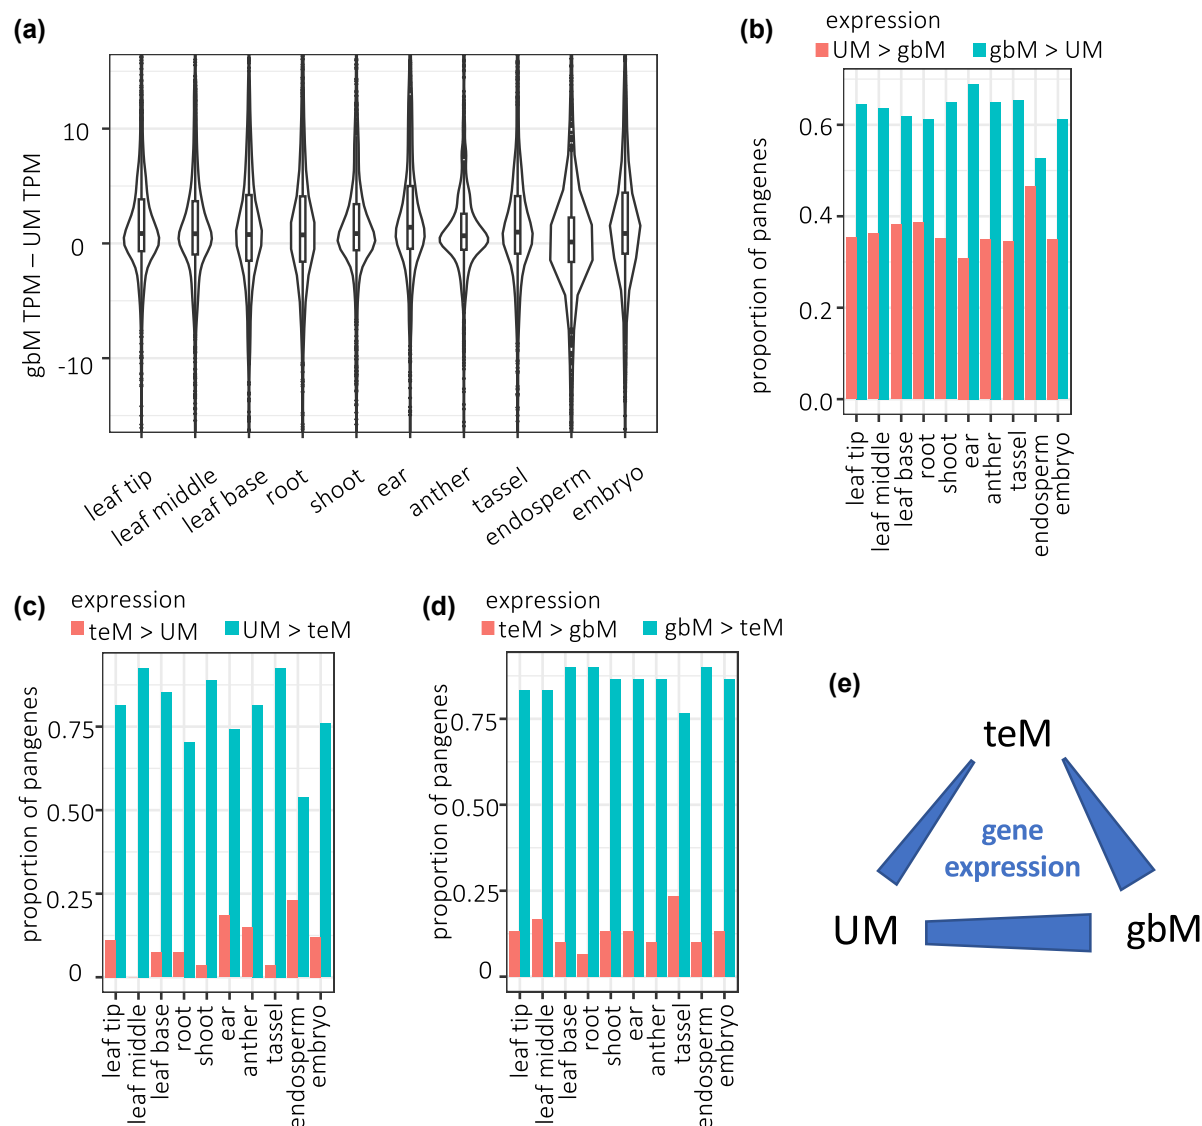 (a)
gbM TPM – UM TPM
10
0
-10
leaf tip
leaf middle
leaf base
root
shoot
ear
anther
tassel
endosperm
embryo
(b)
expression
UM > gbM
gbM > UM
proportion of pangenes
0.6
0.4
0.2
0.0
leaf tip
leaf middle
leaf base
root
shoot
ear
anther
tassel
endosperm
embryo
(c)
expression
teM > UM
UM > teM
proportion of pangenes
0.75
0.50
0.25
0
leaf tip
leaf middle
leaf base
root
shoot
ear
anther
tassel
endosperm
embryo
(d)
expression
teM > gbM
gbM > teM
proportion of pangenes
0.75
0.50
0.25
0
leaf tip
leaf middle
leaf base
root
shoot
ear
anther
tassel
endosperm
embryo
(e)
teM
gene
expression
UM
gbM